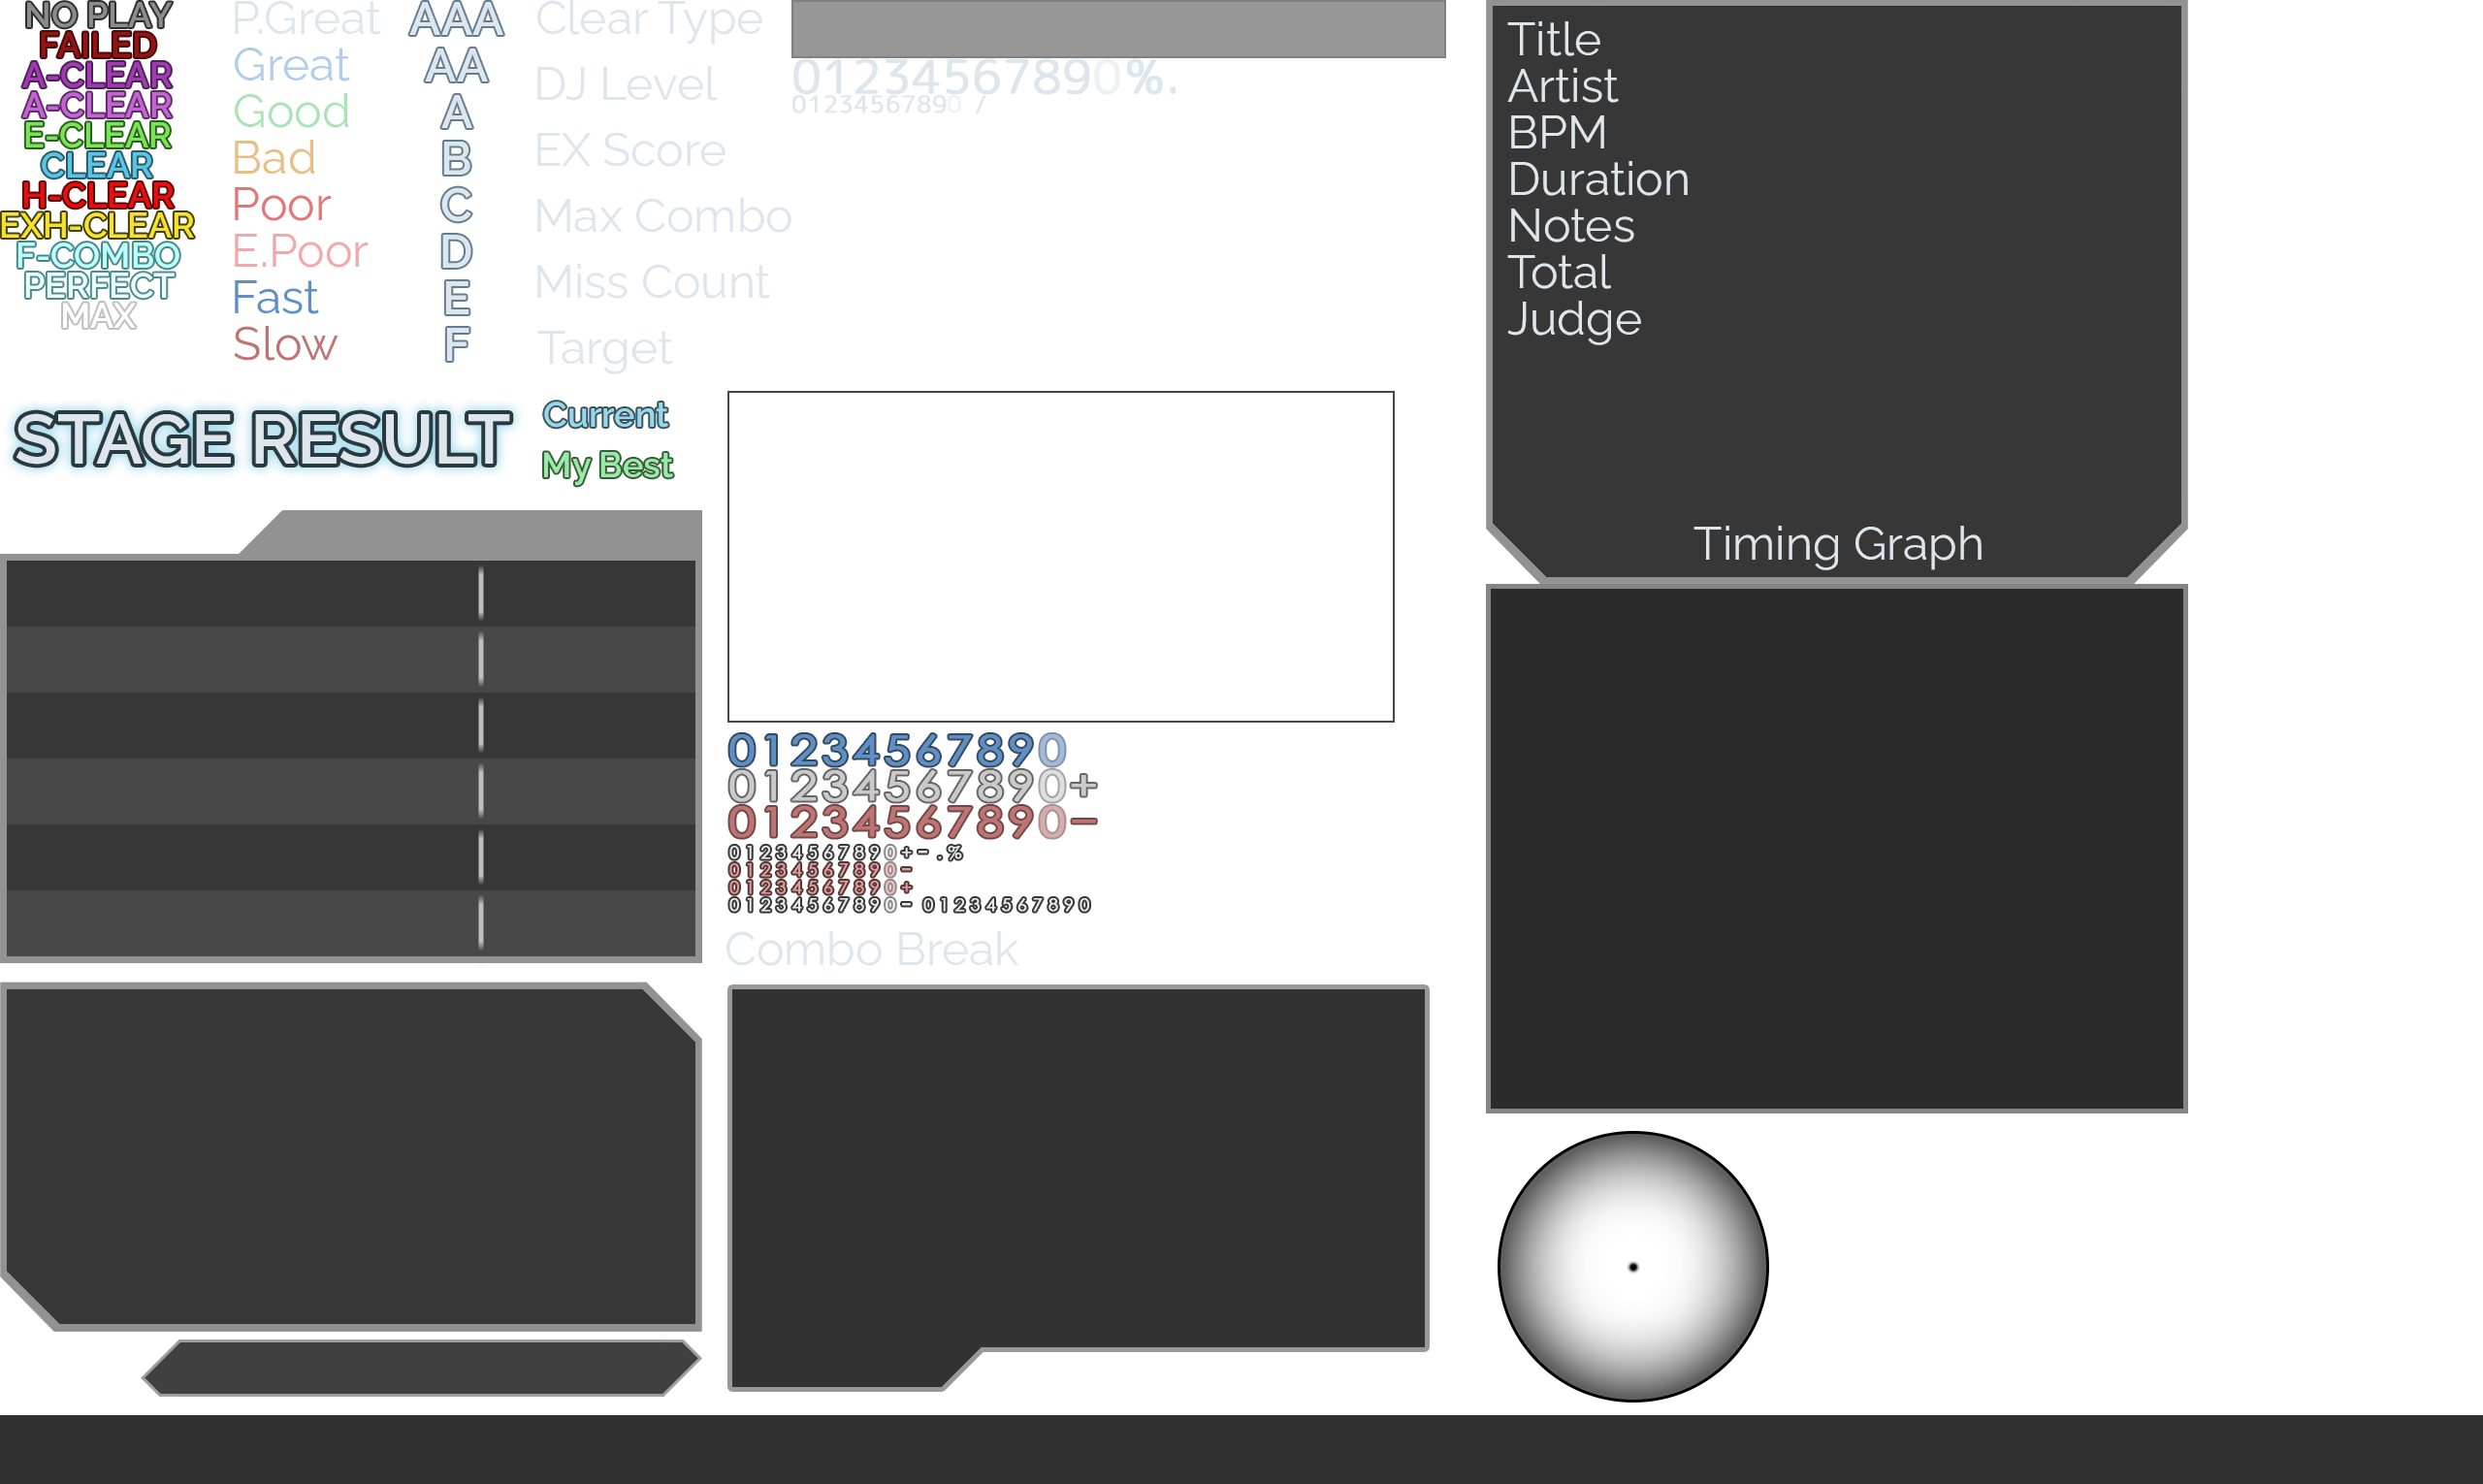 NO PLAY
FAILED
A-CLEAR
A-CLEAR
E-CLEAR
CLEAR
H-CLEAR
EXH-CLEAR
F-COMBO
PERFECT
MAX
P.Great
Great
Good
Bad
Poor
E.Poor
Fast
Slow
AAA
AA
A
B
C
D
E
F
Clear Type
DJ Level
EX Score
Max Combo
Miss Count
Target
01234567890%.
01234567890 /
STAGE RESULT
Current
My Best
01234567890
01234567890+
01234567890-
01234567890+-.%
01234567890-
01234567890+
01234567890- 01234567890
Combo Break
Title
Artist
BPM
Duration
Notes
Total
Judge
Timing Graph